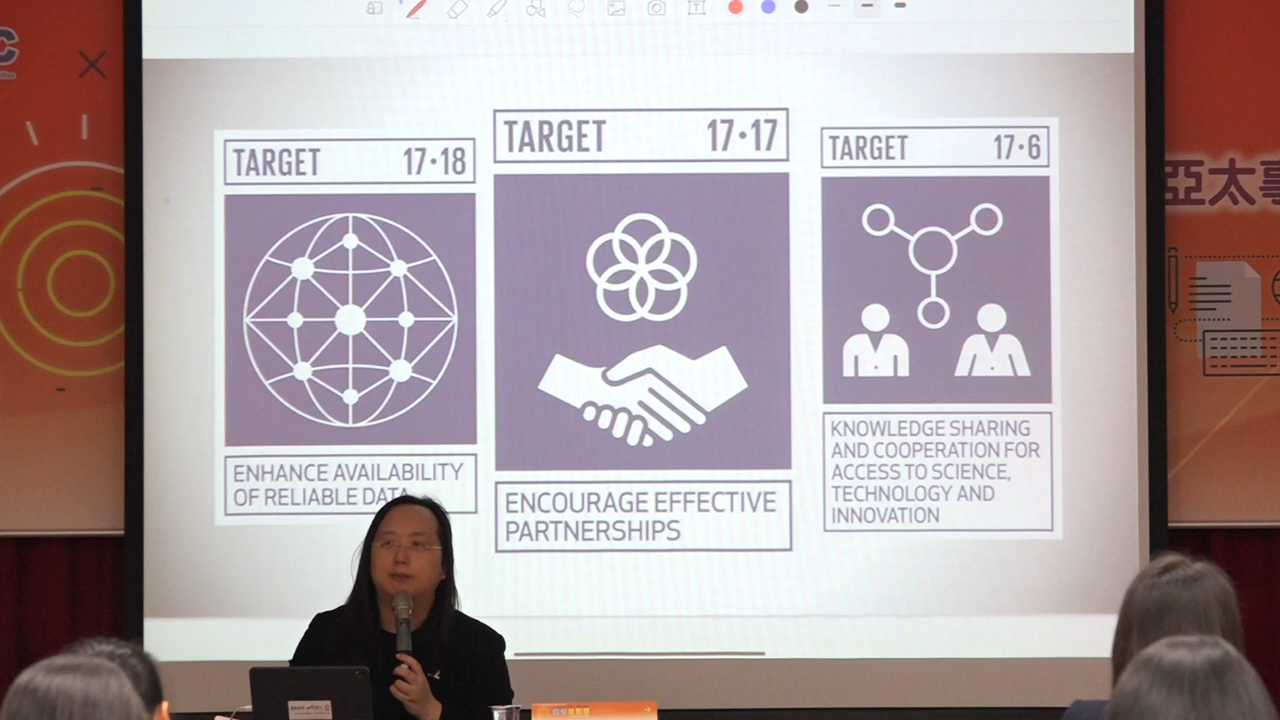 TARGET 17•18
ENHANCE AVAILABILITY
OF RELIABLE DATA
TARGET 17•17
ENCOURAGE EFFECTIVE
PARTNERSHIPS
TARGET 17•6
KNOWLEDGE SHARING
AND COOPERATION FOR
ACCESS TO SCIENCE,
TECHNOLOGY AND
INNOVATION
C
亞太事